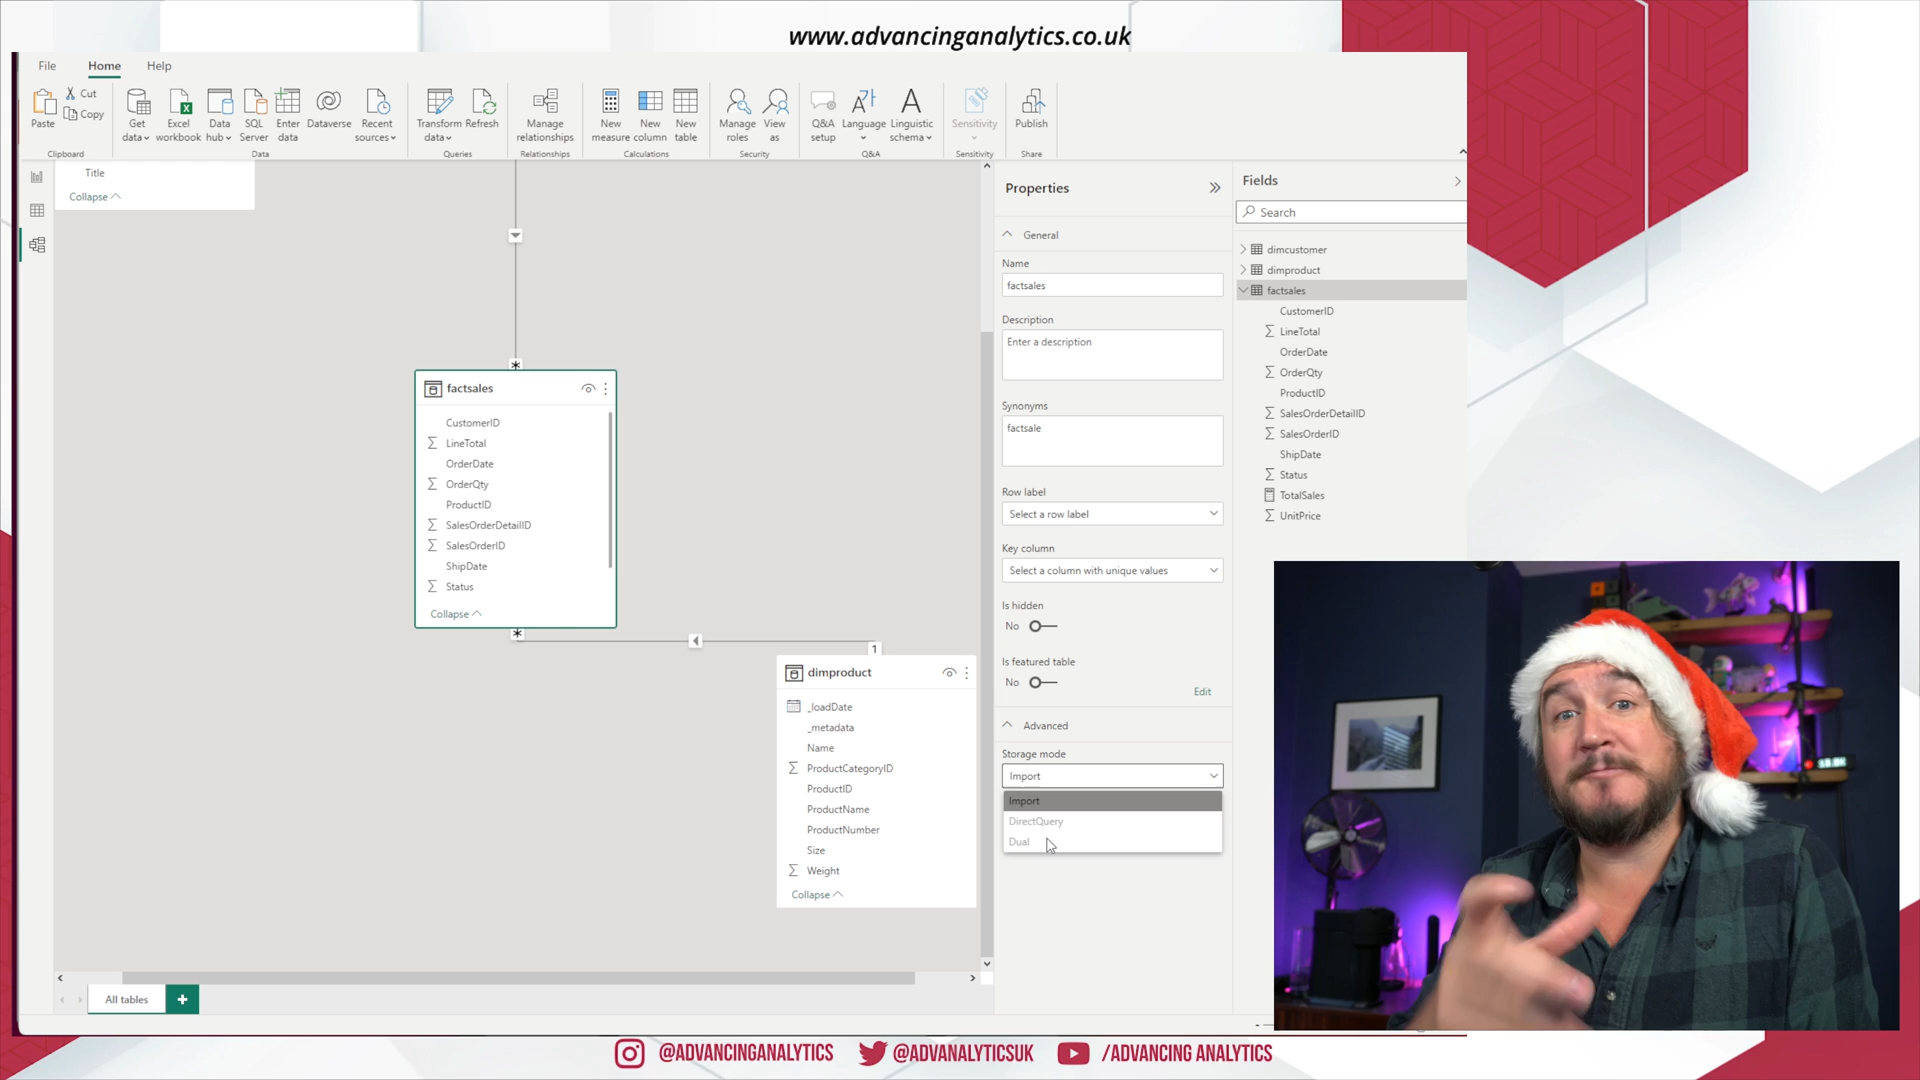 www.advancinganalytics.co.uk
File Home Help
Paste
Cut
Copy
Clipboard
Get data
Excel workbook
Data hub
SQL Server
Enter data
Dataverse
Recent sources
Data
Transform data
Refresh
Queries
Manage relationships
Relationships
New measure
New column
New table
Calculations
Manage roles
View as
Security
Q&A setup
Language
Linguistic schema
Q&A
Sensitivity
Sensitivity
Publish
Share
Title
Collapse
*
factsales
CustomerID
LineTotal
OrderDate
OrderQty
ProductID
SalesOrderDetailID
SalesOrderID
ShipDate
Status
Collapse
*
1
dimproduct
_loadDate
_metadata
Name
ProductCategoryID
ProductID
ProductName
ProductNumber
Size
Weight
Collapse
All tables
Properties
General
Name
factsales
Description
Enter a description
Synonyms
factsale
Row label
Select a row label
Key column
Select a column with unique values
Is hidden
No
Is featured table
No
Edit
Advanced
Storage mode
Import
Import
DirectQuery
Dual
Fields
Search
dimcustomer
dimproduct
factsales
CustomerID
LineTotal
OrderDate
OrderQty
ProductID
SalesOrderDetailID
SalesOrderID
ShipDate
Status
TotalSales
UnitPrice
@ADVANCINGANALYTICS @ADVANALYTICSUK /ADVANCING ANALYTICS